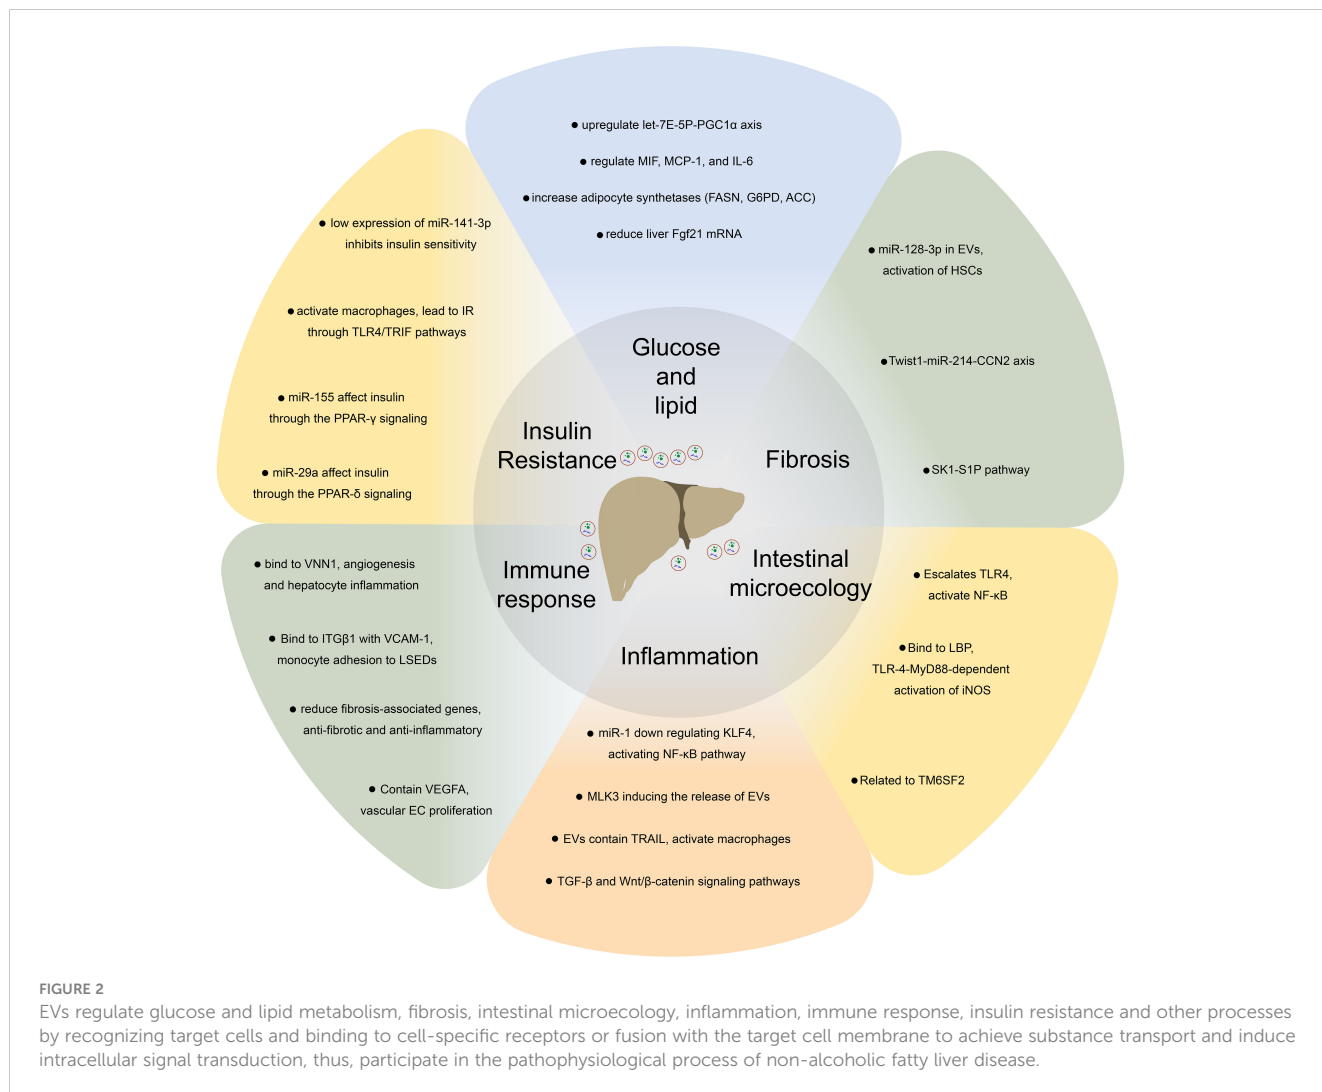 ● upregulate let-7E-5P-PGC1α axis
● regulate MIF, MCP-1, and IL-6
● increase adipocyte synthetases (FASN, G6PD, ACC)
● reduce liver Fgf21 mRNA
● miR-128-3p in EVs,
activation of HSCs
● Twist1-miR-214-CCN2 axis
● SK1-S1P pathway
● Escalates TLR4,
activate NF-κB
● Bind to LBP,
TLR-4-MyD88-dependent
activation of iNOS
● Related to TM6SF2
● miR-1 down regulating KLF4,
activating NF-κB pathway
● MLK3 inducing the release of EVs
● EVs contain TRAIL, activate macrophages
● TGF-β and Wnt/β-catenin signaling pathways
● bind to VNN1, angiogenesis
and hepatocyte inflammation
● Bind to ITGβ1 with VCAM-1,
monocyte adhesion to LSEDs
● reduce fibrosis-associated genes,
anti-fibrotic and anti-inflammatory
● Contain VEGFA,
vascular EC proliferation
● low expression of miR-141-3p
inhibits insulin sensitivity
● activate macrophages, lead to IR
through TLR4/TRIF pathways
● miR-155 affect insulin
through the PPAR-γ signaling
● miR-29a affect insulin
through the PPAR-δ signaling
Glucose
and
lipid
Fibrosis
Intestinal
microecology
Inflammation
Immune
response
Insulin
Resistance
FIGURE 2
EVs regulate glucose and lipid metabolism, fibrosis, intestinal microecology, inflammation, immune response, insulin resistance and other processes
by recognizing target cells and binding to cell-specific receptors or fusion with the target cell membrane to achieve substance transport and induce
intracellular signal transduction, thus, participate in the pathophysiological process of non-alcoholic fatty liver disease.